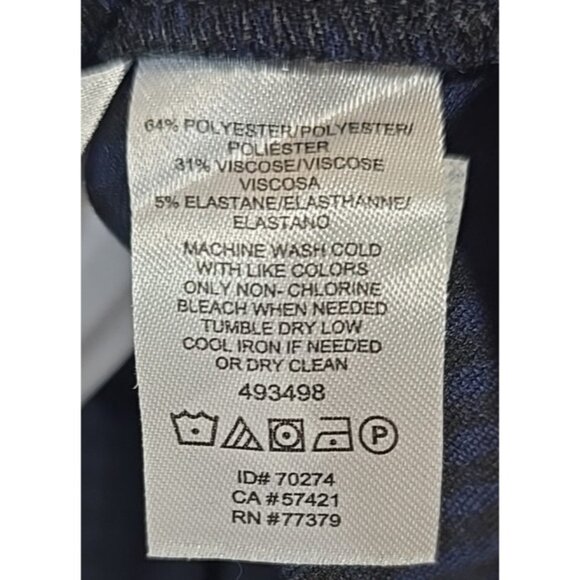 64% POLYESTER/POLYESTER/
POLIÉSTER
31% VISCOSE/VISCOSE
VISCOSA
5% ELASTANE/ELASTHANNE/
ELASTANO
MACHINE WASH COLD
WITH LIKE COLORS
ONLY NON- CHLORINE
BLEACH WHEN NEEDED
TUMBLE DRY LOW
COOL IRON IF NEEDED
OR DRY CLEAN
493498
P
ID# 70274
CA #57421
RN #77379